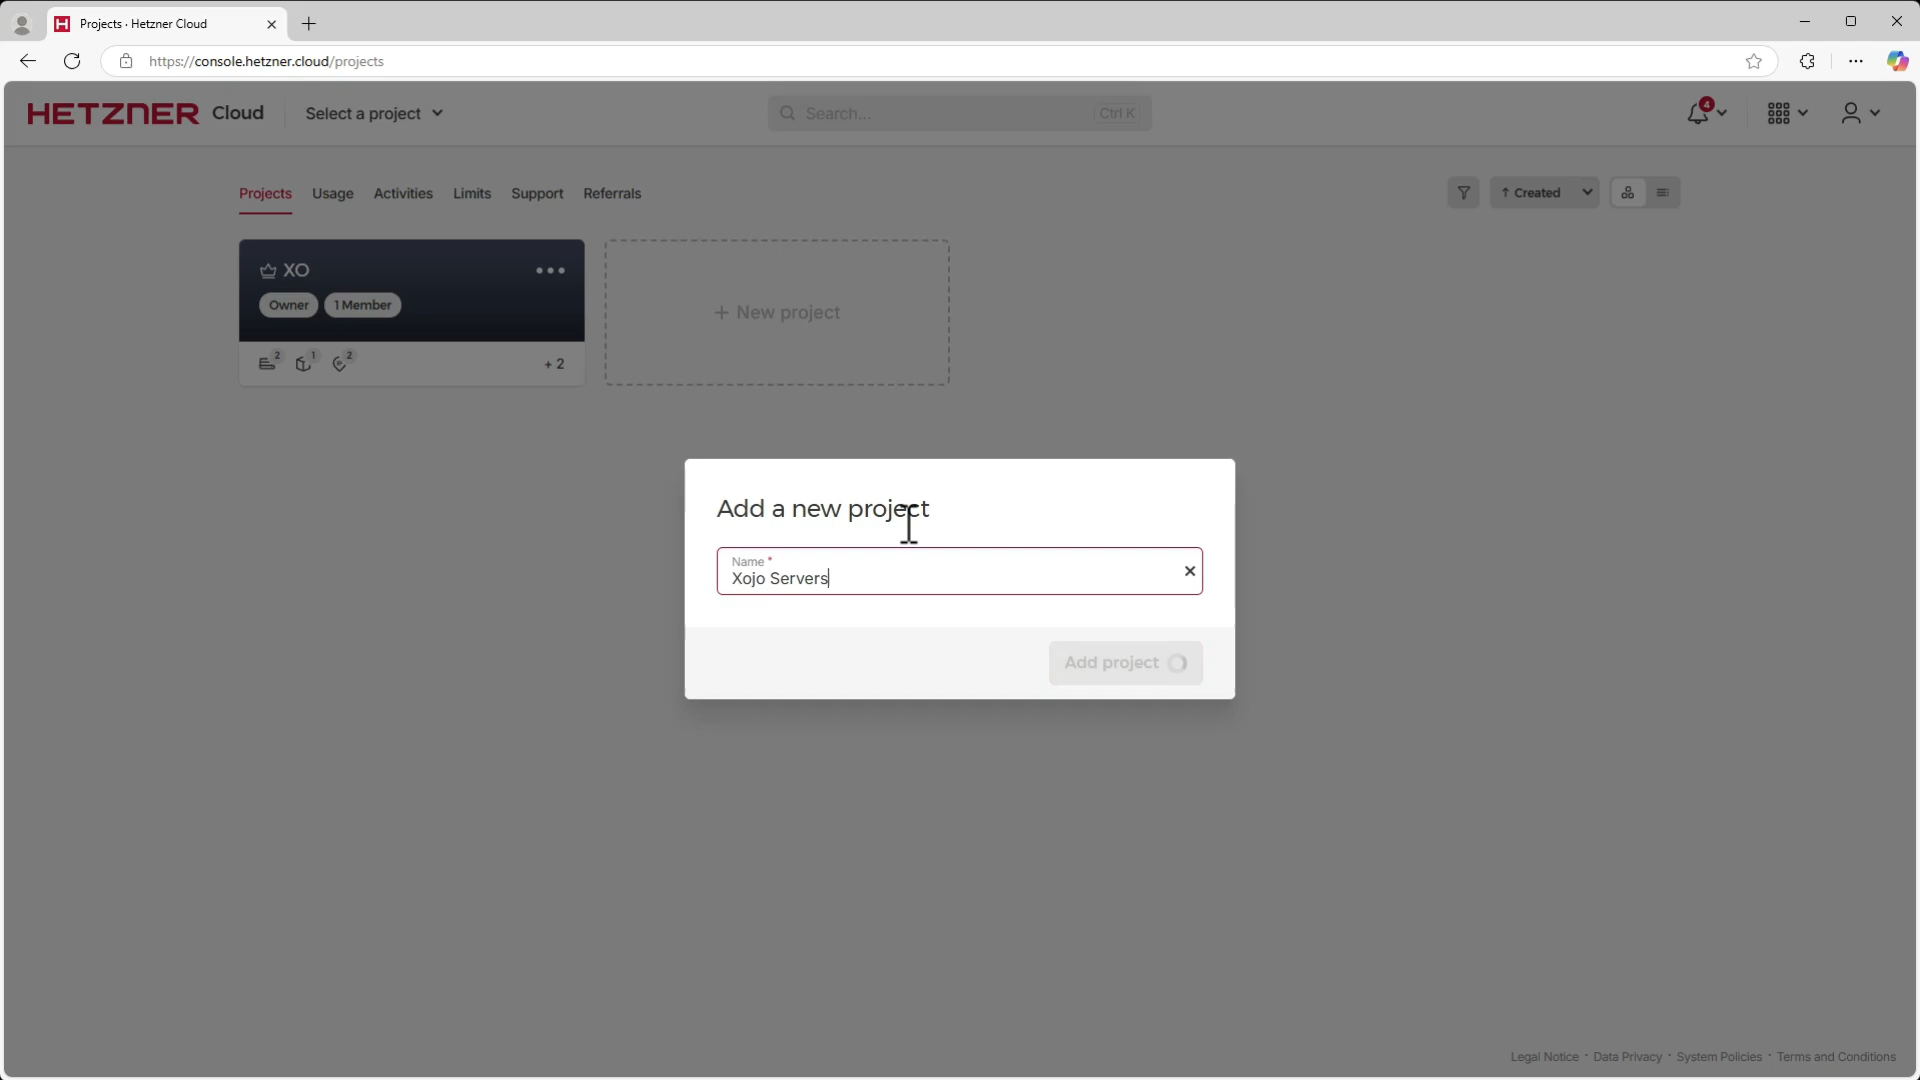 Projects · Hetzner Cloud
https://console.hetzner.cloud/projects
HETZNER Cloud
Select a project
Search...
Ctrl K
4
Projects
Usage
Activities
Limits
Support
Referrals
↑ Created
XO
Owner
1 Member
2
1
2
+ 2
+ New project
Add a new project
Name *
Xojo Servers
Add project
Legal Notice · Data Privacy · System Policies · Terms and Conditions